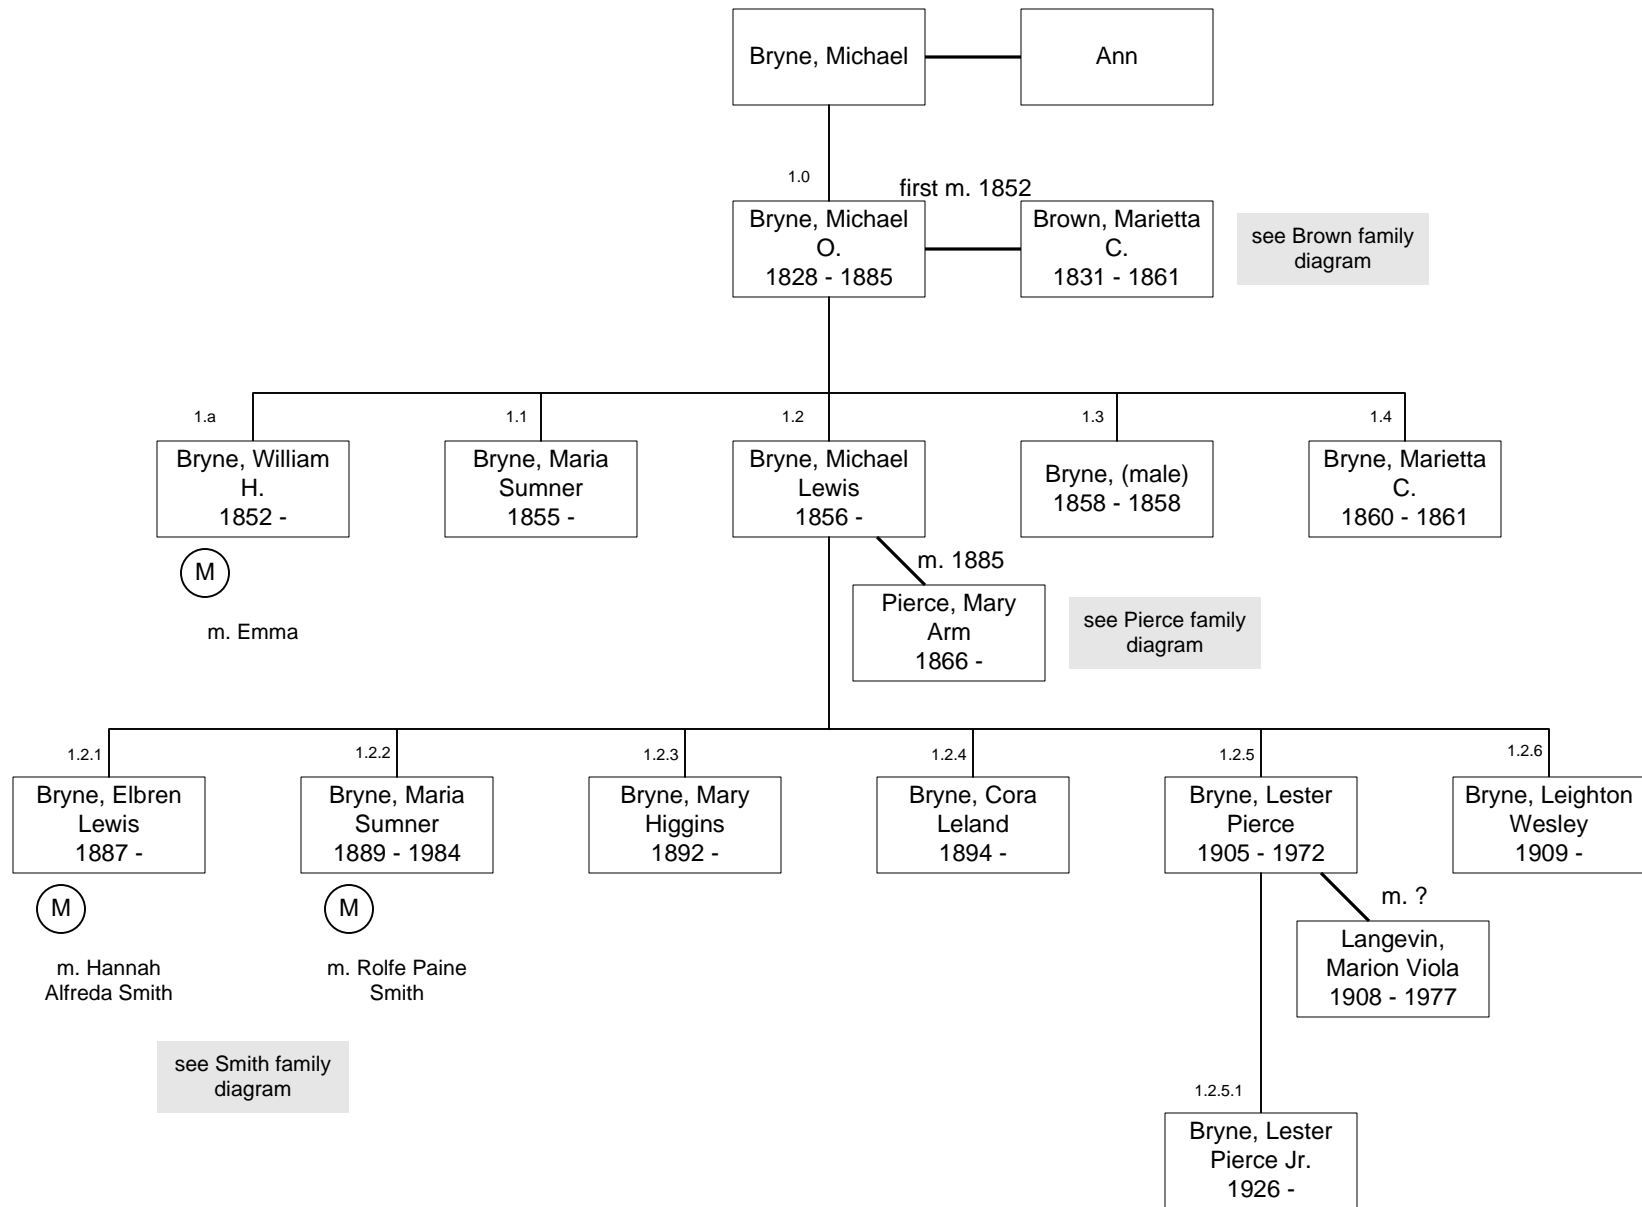 Bryne, Michael
Ann
1.0
first m. 1852
Bryne, Michael
O.
1828 - 1885
Brown, Marietta
C.
1831 - 1861
see Brown family
diagram
1.a
Bryne, William
H.
1852 -
M
m. Emma
1.1
Bryne, Maria
Sumner
1855 -
1.2
Bryne, Michael
Lewis
1856 -
m. 1885
Pierce, Mary
Arm
1866 -
see Pierce family
diagram
1.3
Bryne, (male)
1858 - 1858
1.4
Bryne, Marietta
C.
1860 - 1861
1.2.1
Bryne, Elbren
Lewis
1887 -
M
m. Hannah
Alfreda Smith
1.2.2
Bryne, Maria
Sumner
1889 - 1984
M
m. Rolfe Paine
Smith
see Smith family
diagram
1.2.3
Bryne, Mary
Higgins
1892 -
1.2.4
Bryne, Cora
Leland
1894 -
1.2.5
Bryne, Lester
Pierce
1905 - 1972
m. ?
Langevin,
Marion Viola
1908 - 1977
1.2.6
Bryne, Leighton
Wesley
1909 -
1.2.5.1
Bryne, Lester
Pierce Jr.
1926 -